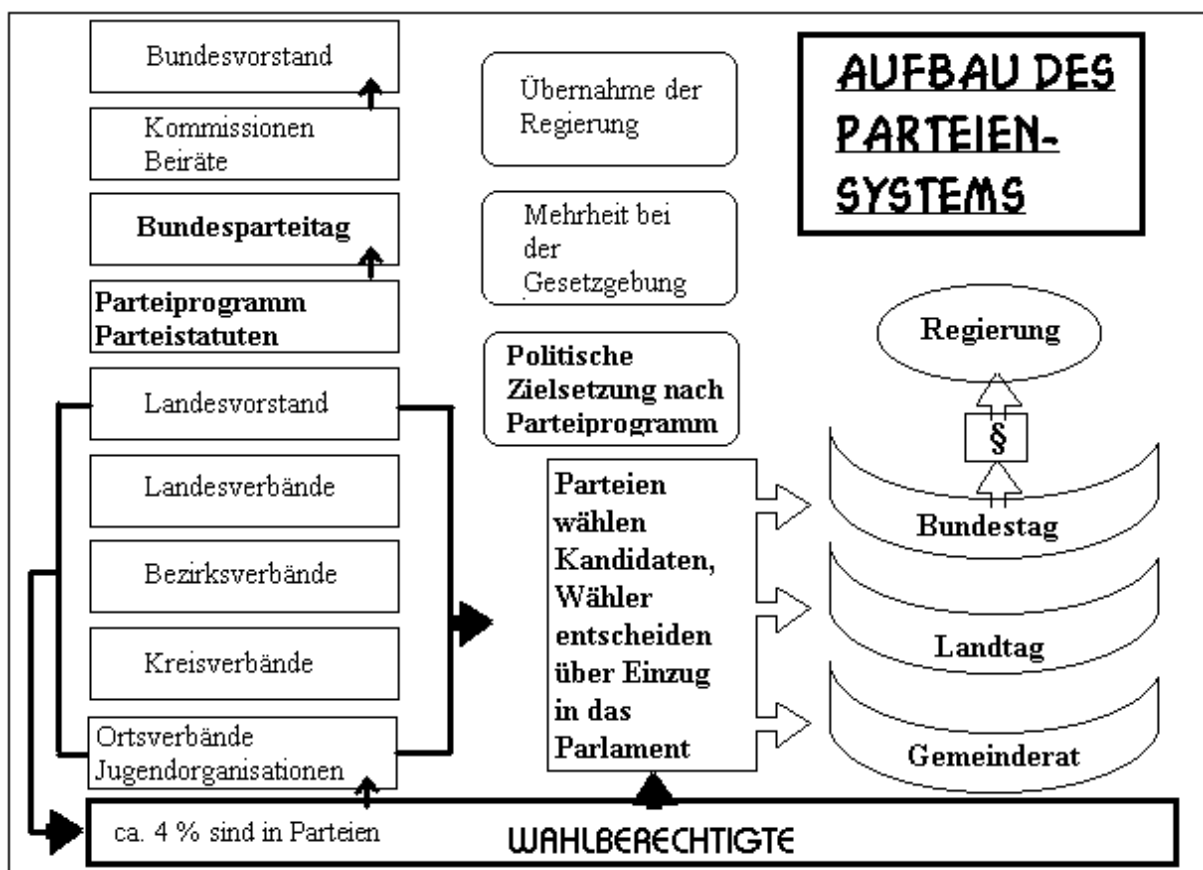 Bundesvorstand
Kommissionen
Beiräte
Bundesparteitag
Parteiprogramm
Parteistatuten
Landesvorstand
Landesverbände
Bezirksverbände
Kreisverbände
Ortsverbände
Jugendorganisationen
Übernahme der
Regierung
Mehrheit bei
der
Gesetzgebung
Politische
Zielsetzung nach
Parteiprogramm
Parteien
wählen
Kandidaten,
Wähler
entscheiden
über Einzug
in das
Parlament
AUFBAU DES
PARTEIEN-
SYSTEMS
Regierung
§
Bundestag
Landtag
Gemeinderat
ca. 4 % sind in Parteien
WAHLBERECHTIGTE